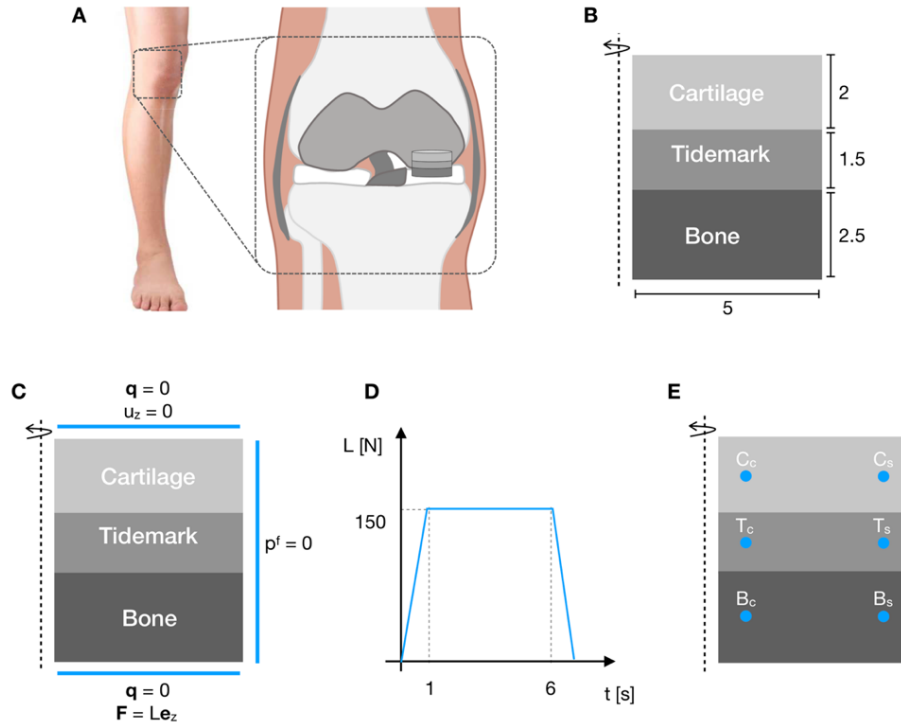 A
B
Cartilage
2
Tidemark
1.5
Bone
2.5
5
C
q = 0
u_z = 0
Cartilage
Tidemark
Bone
p^f = 0
q = 0
F = Le_z
D
L [N]
150
1
6
t [s]
E
C_c
C_s
T_c
T_s
B_c
B_s